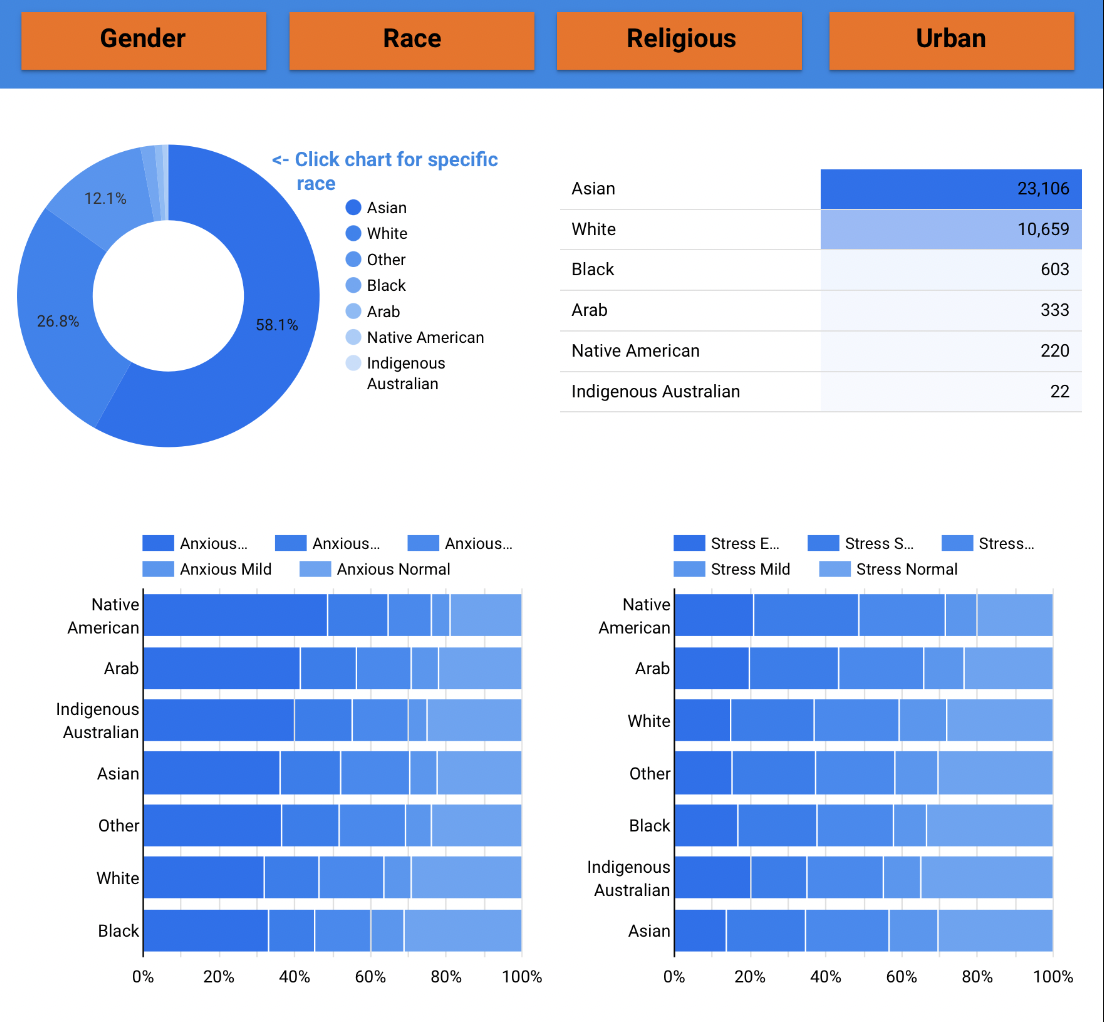 Gender
Race
Religious
Urban
<- Click chart for specific
race
Asian
White
Other
Black
Arab
Native American
Indigenous
Australian
12.1%
26.8%
58.1%
Asian 23,106
White 10,659
Black 603
Arab 333
Native American 220
Indigenous Australian 22
Anxious... Anxious... Anxious...
Anxious Mild Anxious Normal
Native
American
Arab
Indigenous
Australian
Asian
Other
White
Black
0% 20% 40% 60% 80% 100%
Stress E... Stress S... Stress...
Stress Mild Stress Normal
Native
American
Arab
White
Other
Black
Indigenous
Australian
Asian
0% 20% 40% 60% 80% 100%